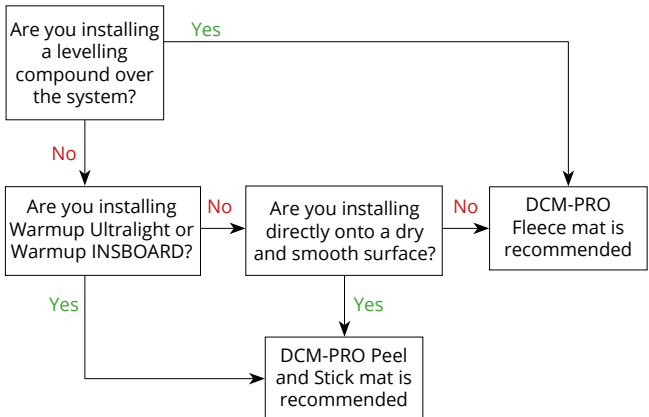 Are you installing
a levelling
compound over
the system?
Yes
No
Are you installing
Warmup Ultralight or
Warmup INSBOARD?
No
Are you installing
directly onto a dry
and smooth surface?
No
DCM-PRO
Fleece mat is
recommended
Yes
Yes
DCM-PRO Peel
and Stick mat is
recommended